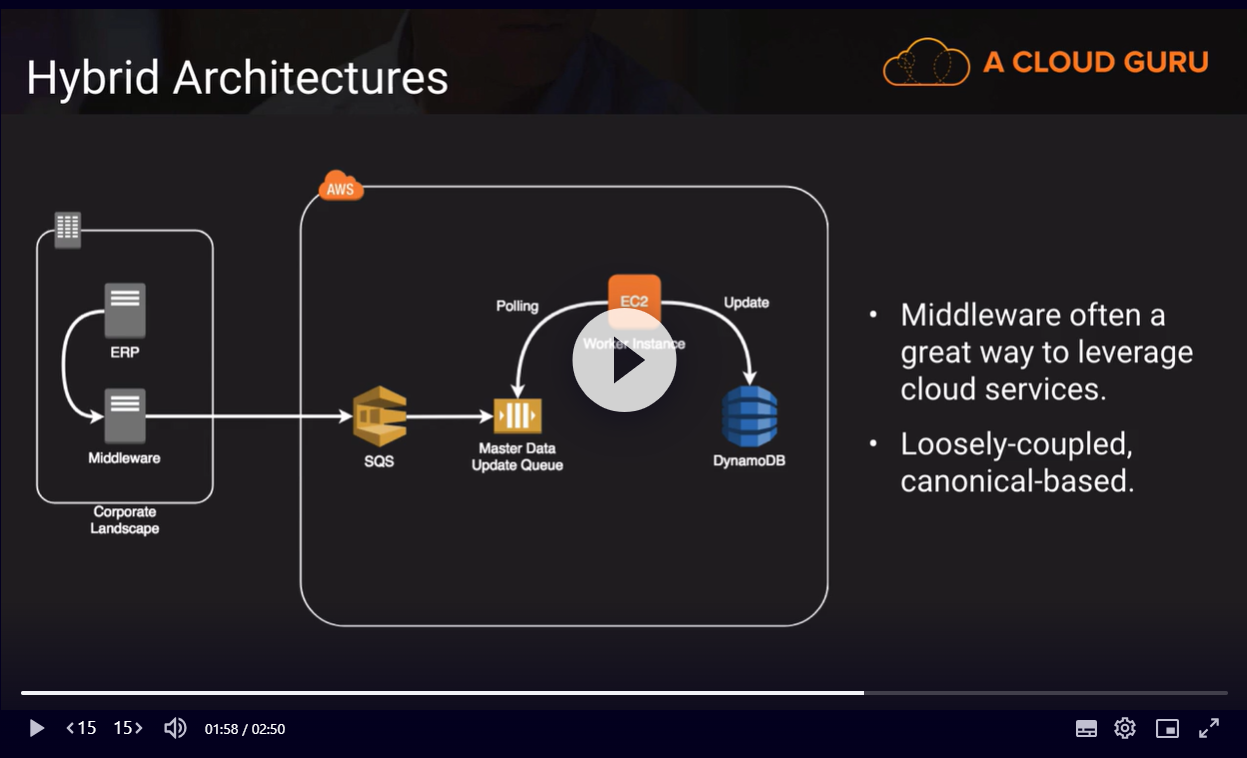 Hybrid Architectures
A CLOUD GURU
AWS
ERP
Middleware
Corporate
Landscape
SQS
Polling
Master Data
Update Queue
EC2
Worker Instance
Update
DynamoDB
• Middleware often a
great way to leverage
cloud services.
• Loosely-coupled,
canonical-based.
<15 15> 01:58 / 02:50